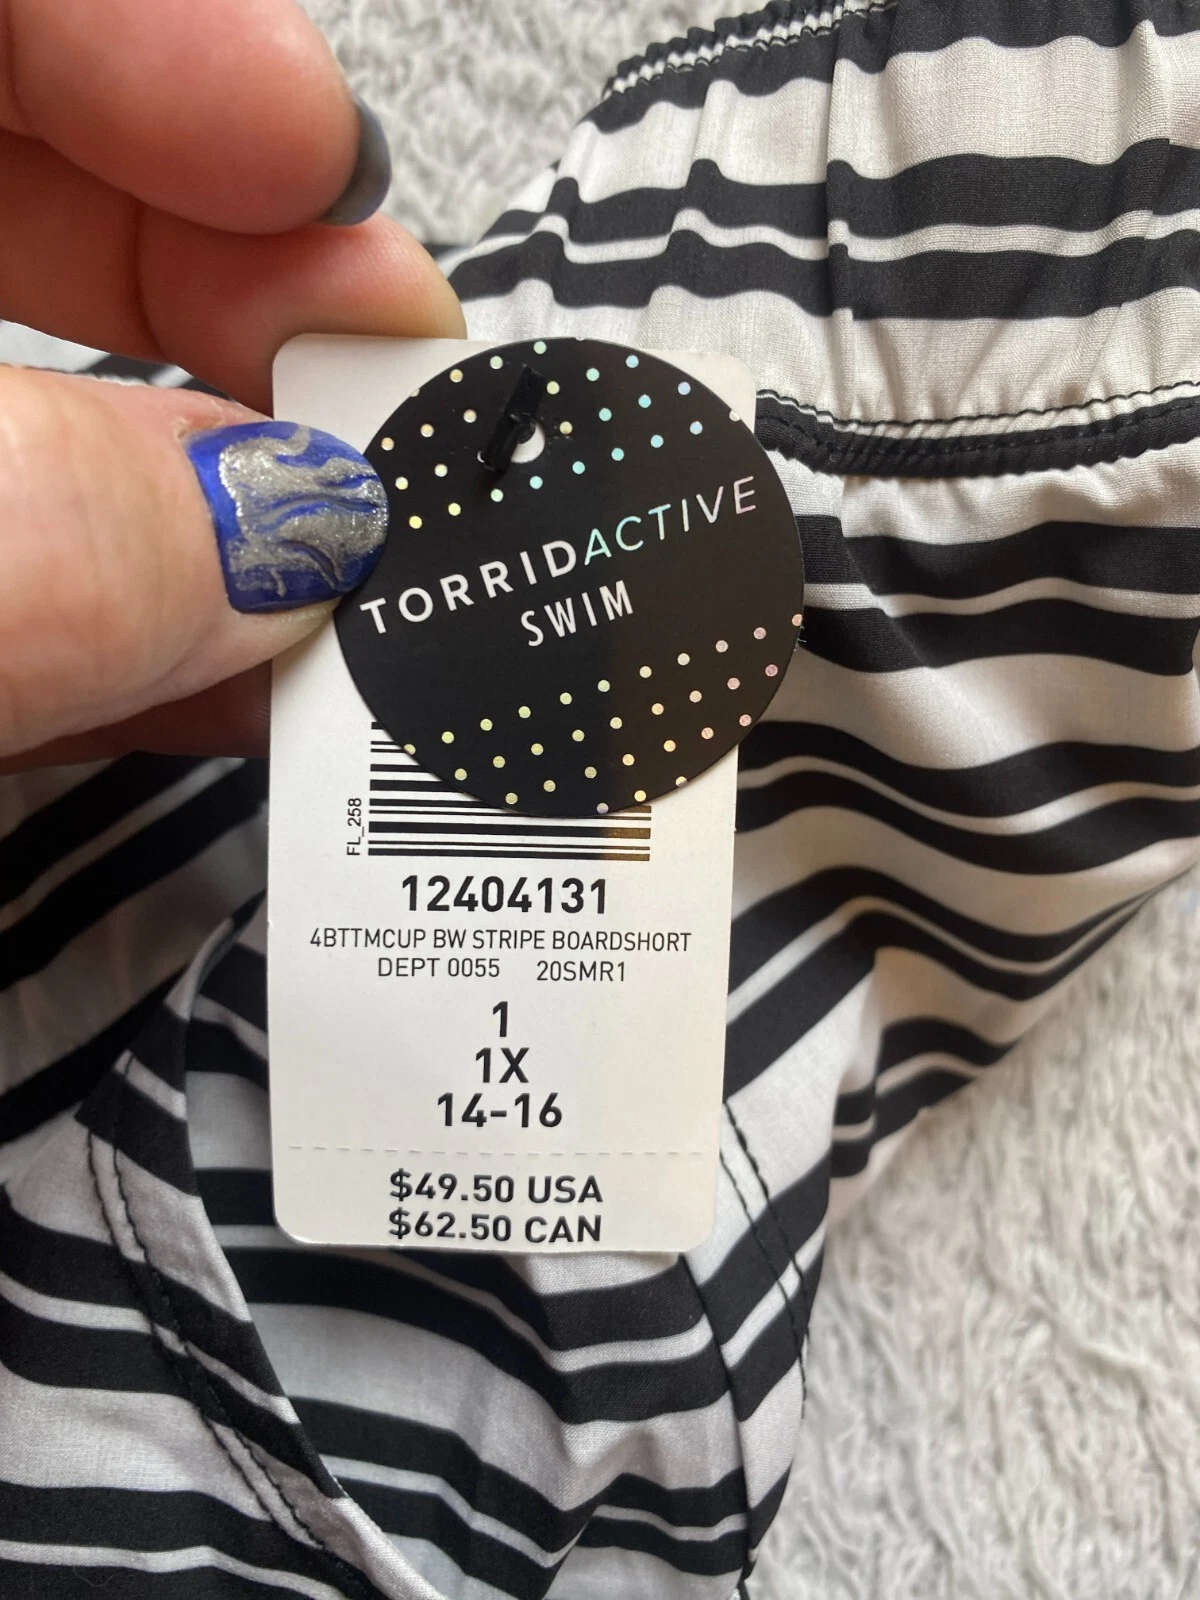 TORRIDACTIVE
SWIM
FL_258
12404131
4BTTMCUP BW STRIPE BOARDSHORT
DEPT 0055 20SMR1
1
1X
14-16
$49.50 USA
$62.50 CAN